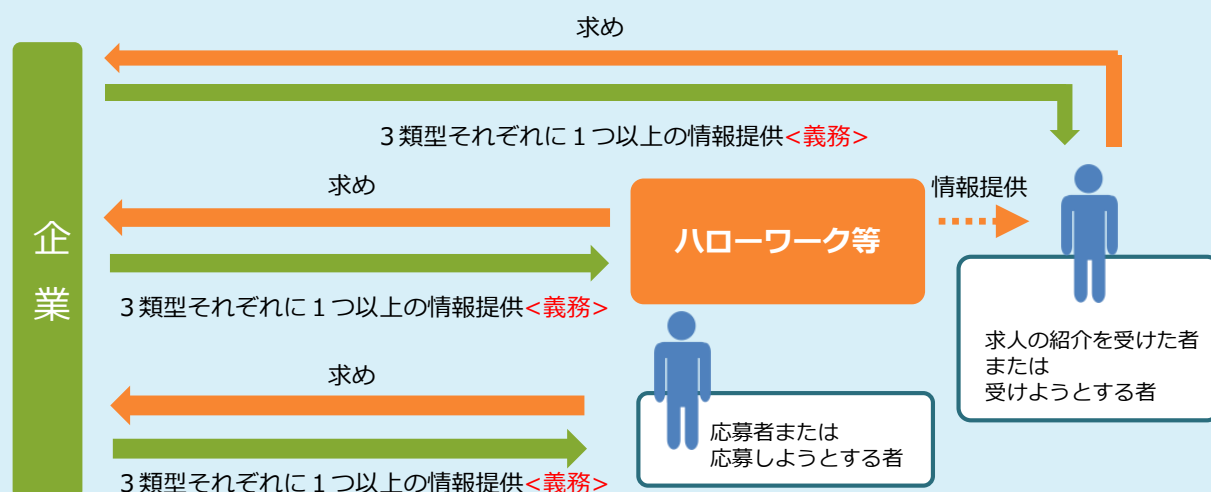 求め
3類型それぞれに1つ以上の情報提供<義務>
企業
求め
ハローワーク等
情報提供
3類型それぞれに1つ以上の情報提供<義務>
求人の紹介を受けた者
または
受けようとする者
求め
応募者または
応募しようとする者
3類型それぞれに1つ以上の情報提供<義務>